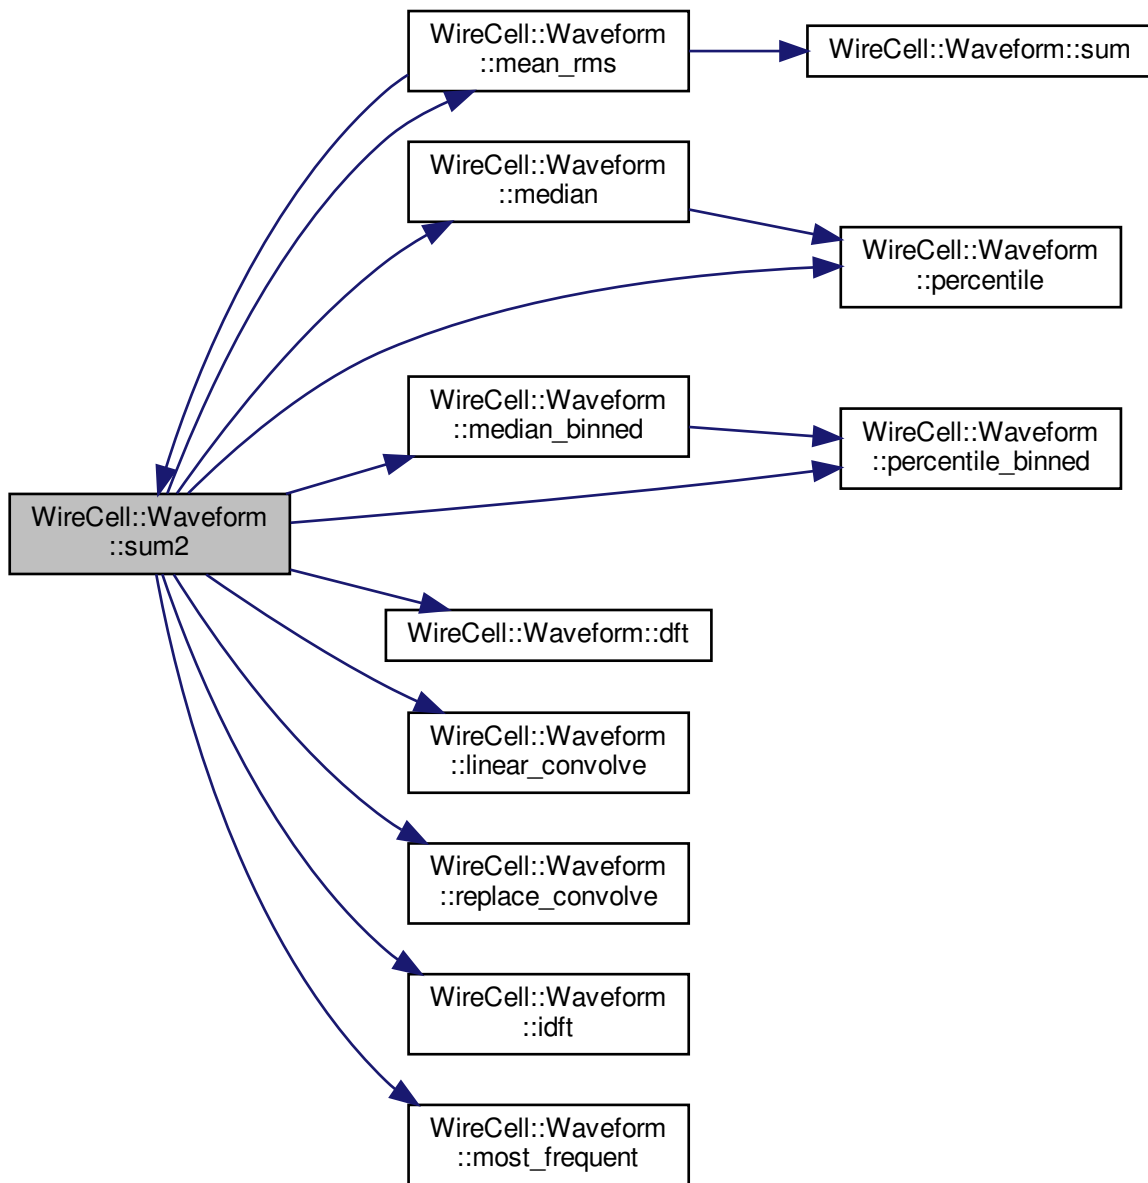 WireCell::Waveform
::mean_rms
WireCell::Waveform::sum
WireCell::Waveform
::median
WireCell::Waveform
::percentile
WireCell::Waveform
::median_binned
WireCell::Waveform
::percentile_binned
WireCell::Waveform
::sum2
WireCell::Waveform::dft
WireCell::Waveform
::linear_convolve
WireCell::Waveform
::replace_convolve
WireCell::Waveform
::idft
WireCell::Waveform
::most_frequent